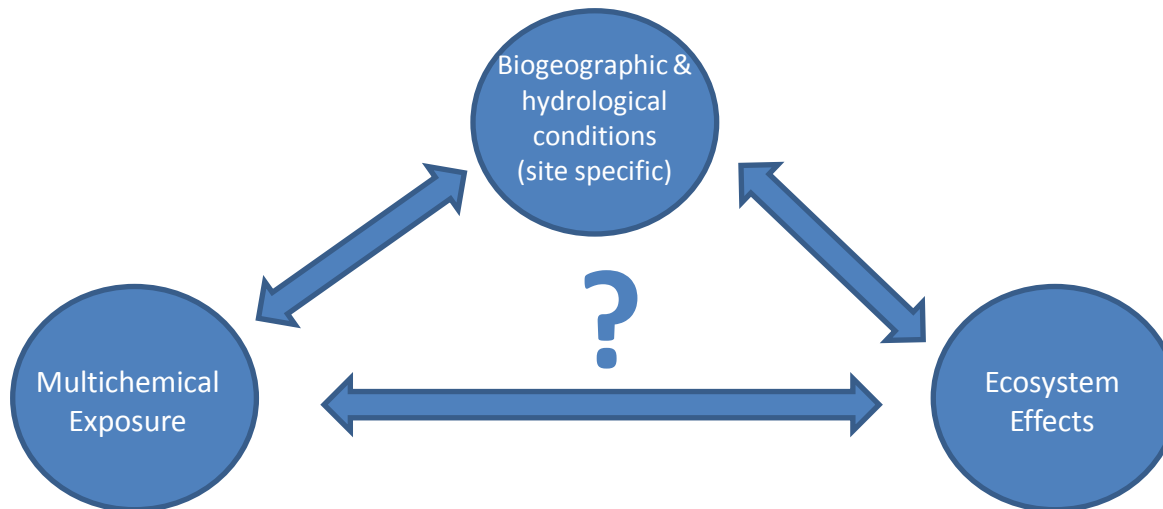 Biogeographic &
hydrological
conditions
(site specific)
?
Multichemical
Exposure
Ecosystem
Effects